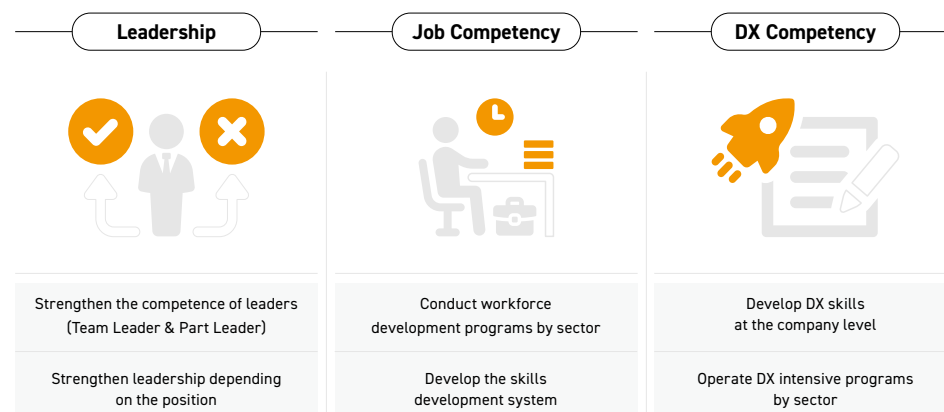 Leadership
Job Competency
DX Competency
Strengthen the competence of leaders
(Team Leader & Part Leader)
Conduct workforce
development programs by sector
Develop DX skills
at the company level
Strengthen leadership depending
on the position
Develop the skills
development system
Operate DX intensive programs
by sector